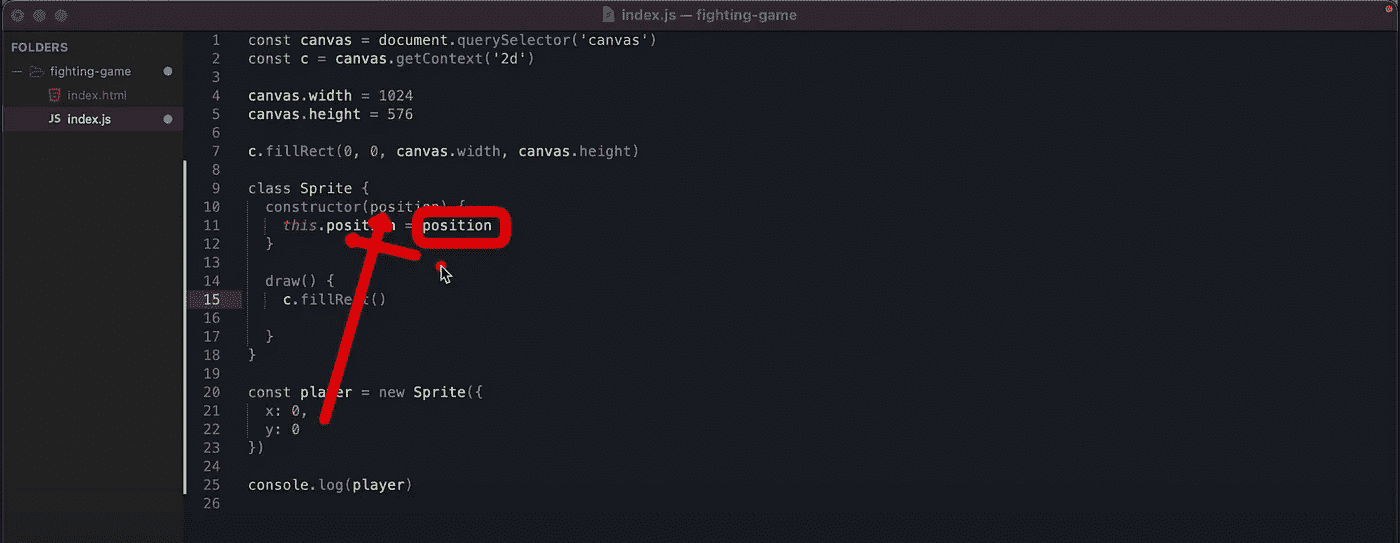 index.js — fighting-game
FOLDERS
fighting-game
index.html
JS index.js
1 const canvas = document.querySelector('canvas')
2 const c = canvas.getContext('2d')
3
4 canvas.width = 1024
5 canvas.height = 576
6
7 c.fillRect(0, 0, canvas.width, canvas.height)
8
9 class Sprite {
10 constructor(position) {
11 this.position = position
12 }
13
14 draw() {
15 c.fillRect()
16
17 }
18 }
19
20 const player = new Sprite({
21 x: 0,
22 y: 0
23 })
24
25 console.log(player)
26